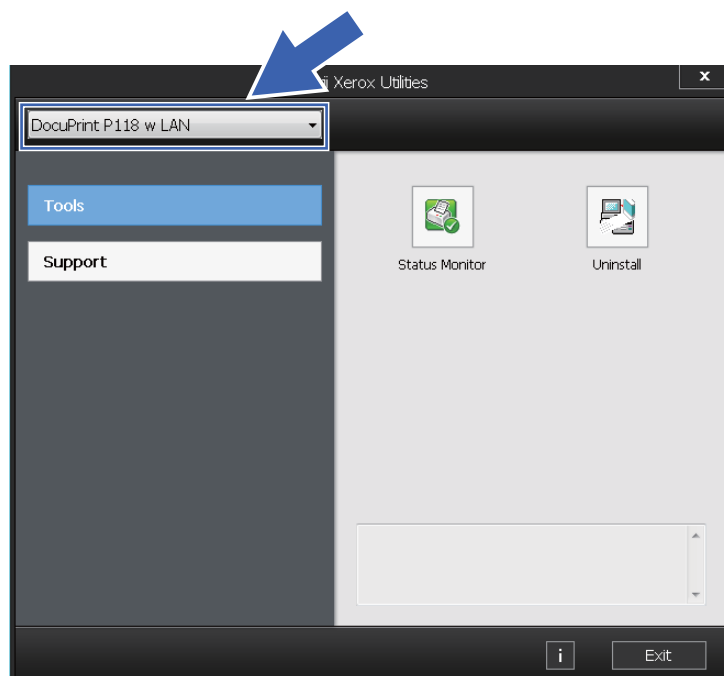 Xerox Utilities
x
DocuPrint P118 w LAN
Tools
Support
Status Monitor
Uninstall
i
Exit